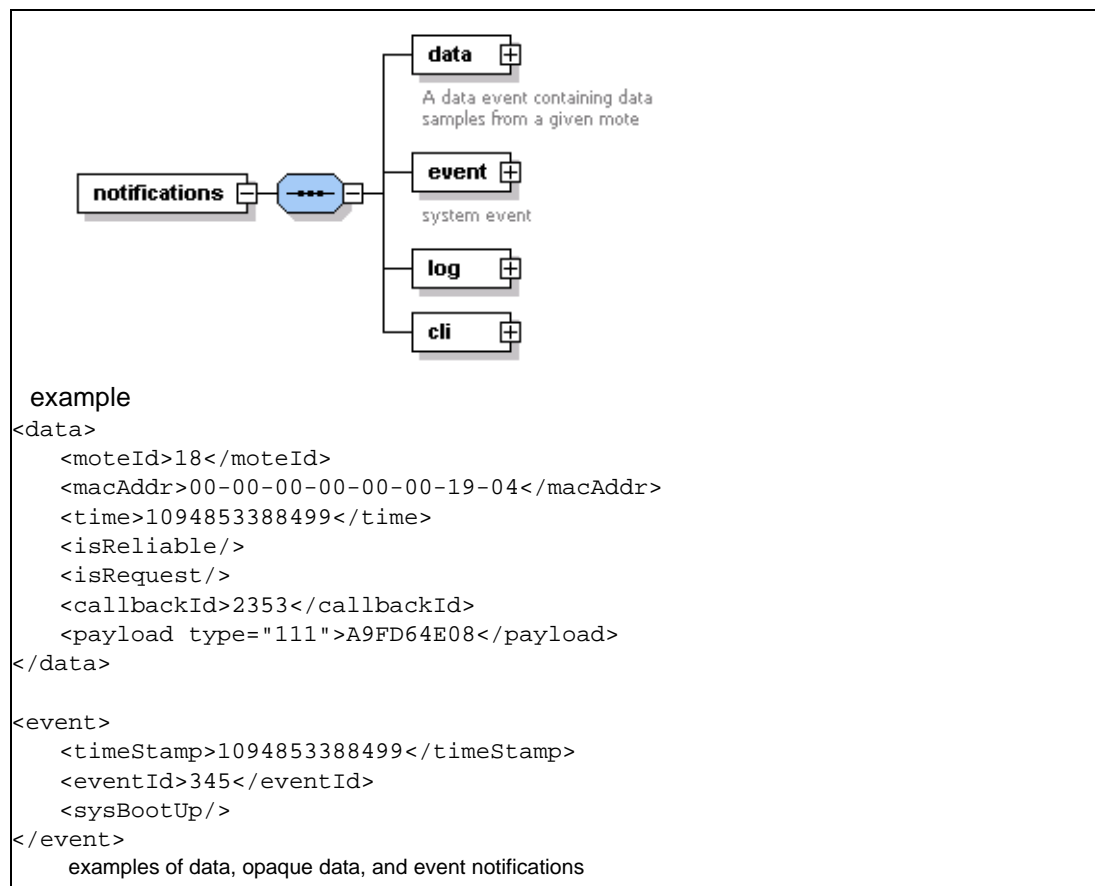 data
A data event containing data
samples from a given mote
event
notifications
system event
log
cli
example
<data>
<moteId>18</moteId>
<macAddr>00-00-00-00-00-00-19-04</macAddr>
<time>1094853388499</time>
<isReliable/>
<isRequest/>
<callbackId>2353</callbackId>
<payload type="111">A9FD64E08</payload>
</data>
<event>
<timeStamp>1094853388499</timeStamp>
<eventId>345</eventId>
<sysBootUp/>
</event>
examples of data, opaque data, and event notifications